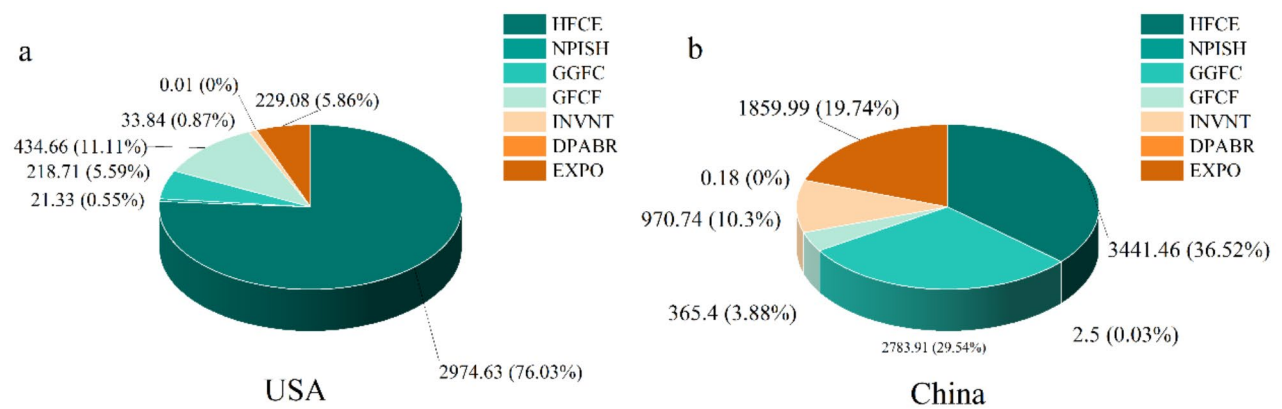 a
HFCE
NPISH
GGFC
GFCF
INVNT
DPABR
EXPO
0.01 (0%)
229.08 (5.86%)
33.84 (0.87%)
434.66 (11.11%)
218.71 (5.59%)
21.33 (0.55%)
2974.63 (76.03%)
USA
b
HFCE
NPISH
GGFC
GFCF
INVNT
DPABR
EXPO
1859.99 (19.74%)
0.18 (0%)
970.74 (10.3%)
3441.46 (36.52%)
365.4 (3.88%)
2.5 (0.03%)
2783.91 (29.54%)
China